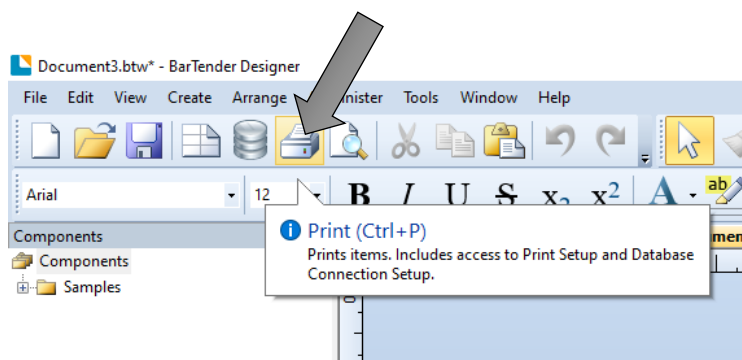 Document3.btw* - BarTender Designer
File Edit View Create Arrange Tools Window Help
Arial 12 B I U S X2 x2 A ab
Components
Print (Ctrl+P)
Prints items. Includes access to Print Setup and Database
Connection Setup.
Components
Samples
0